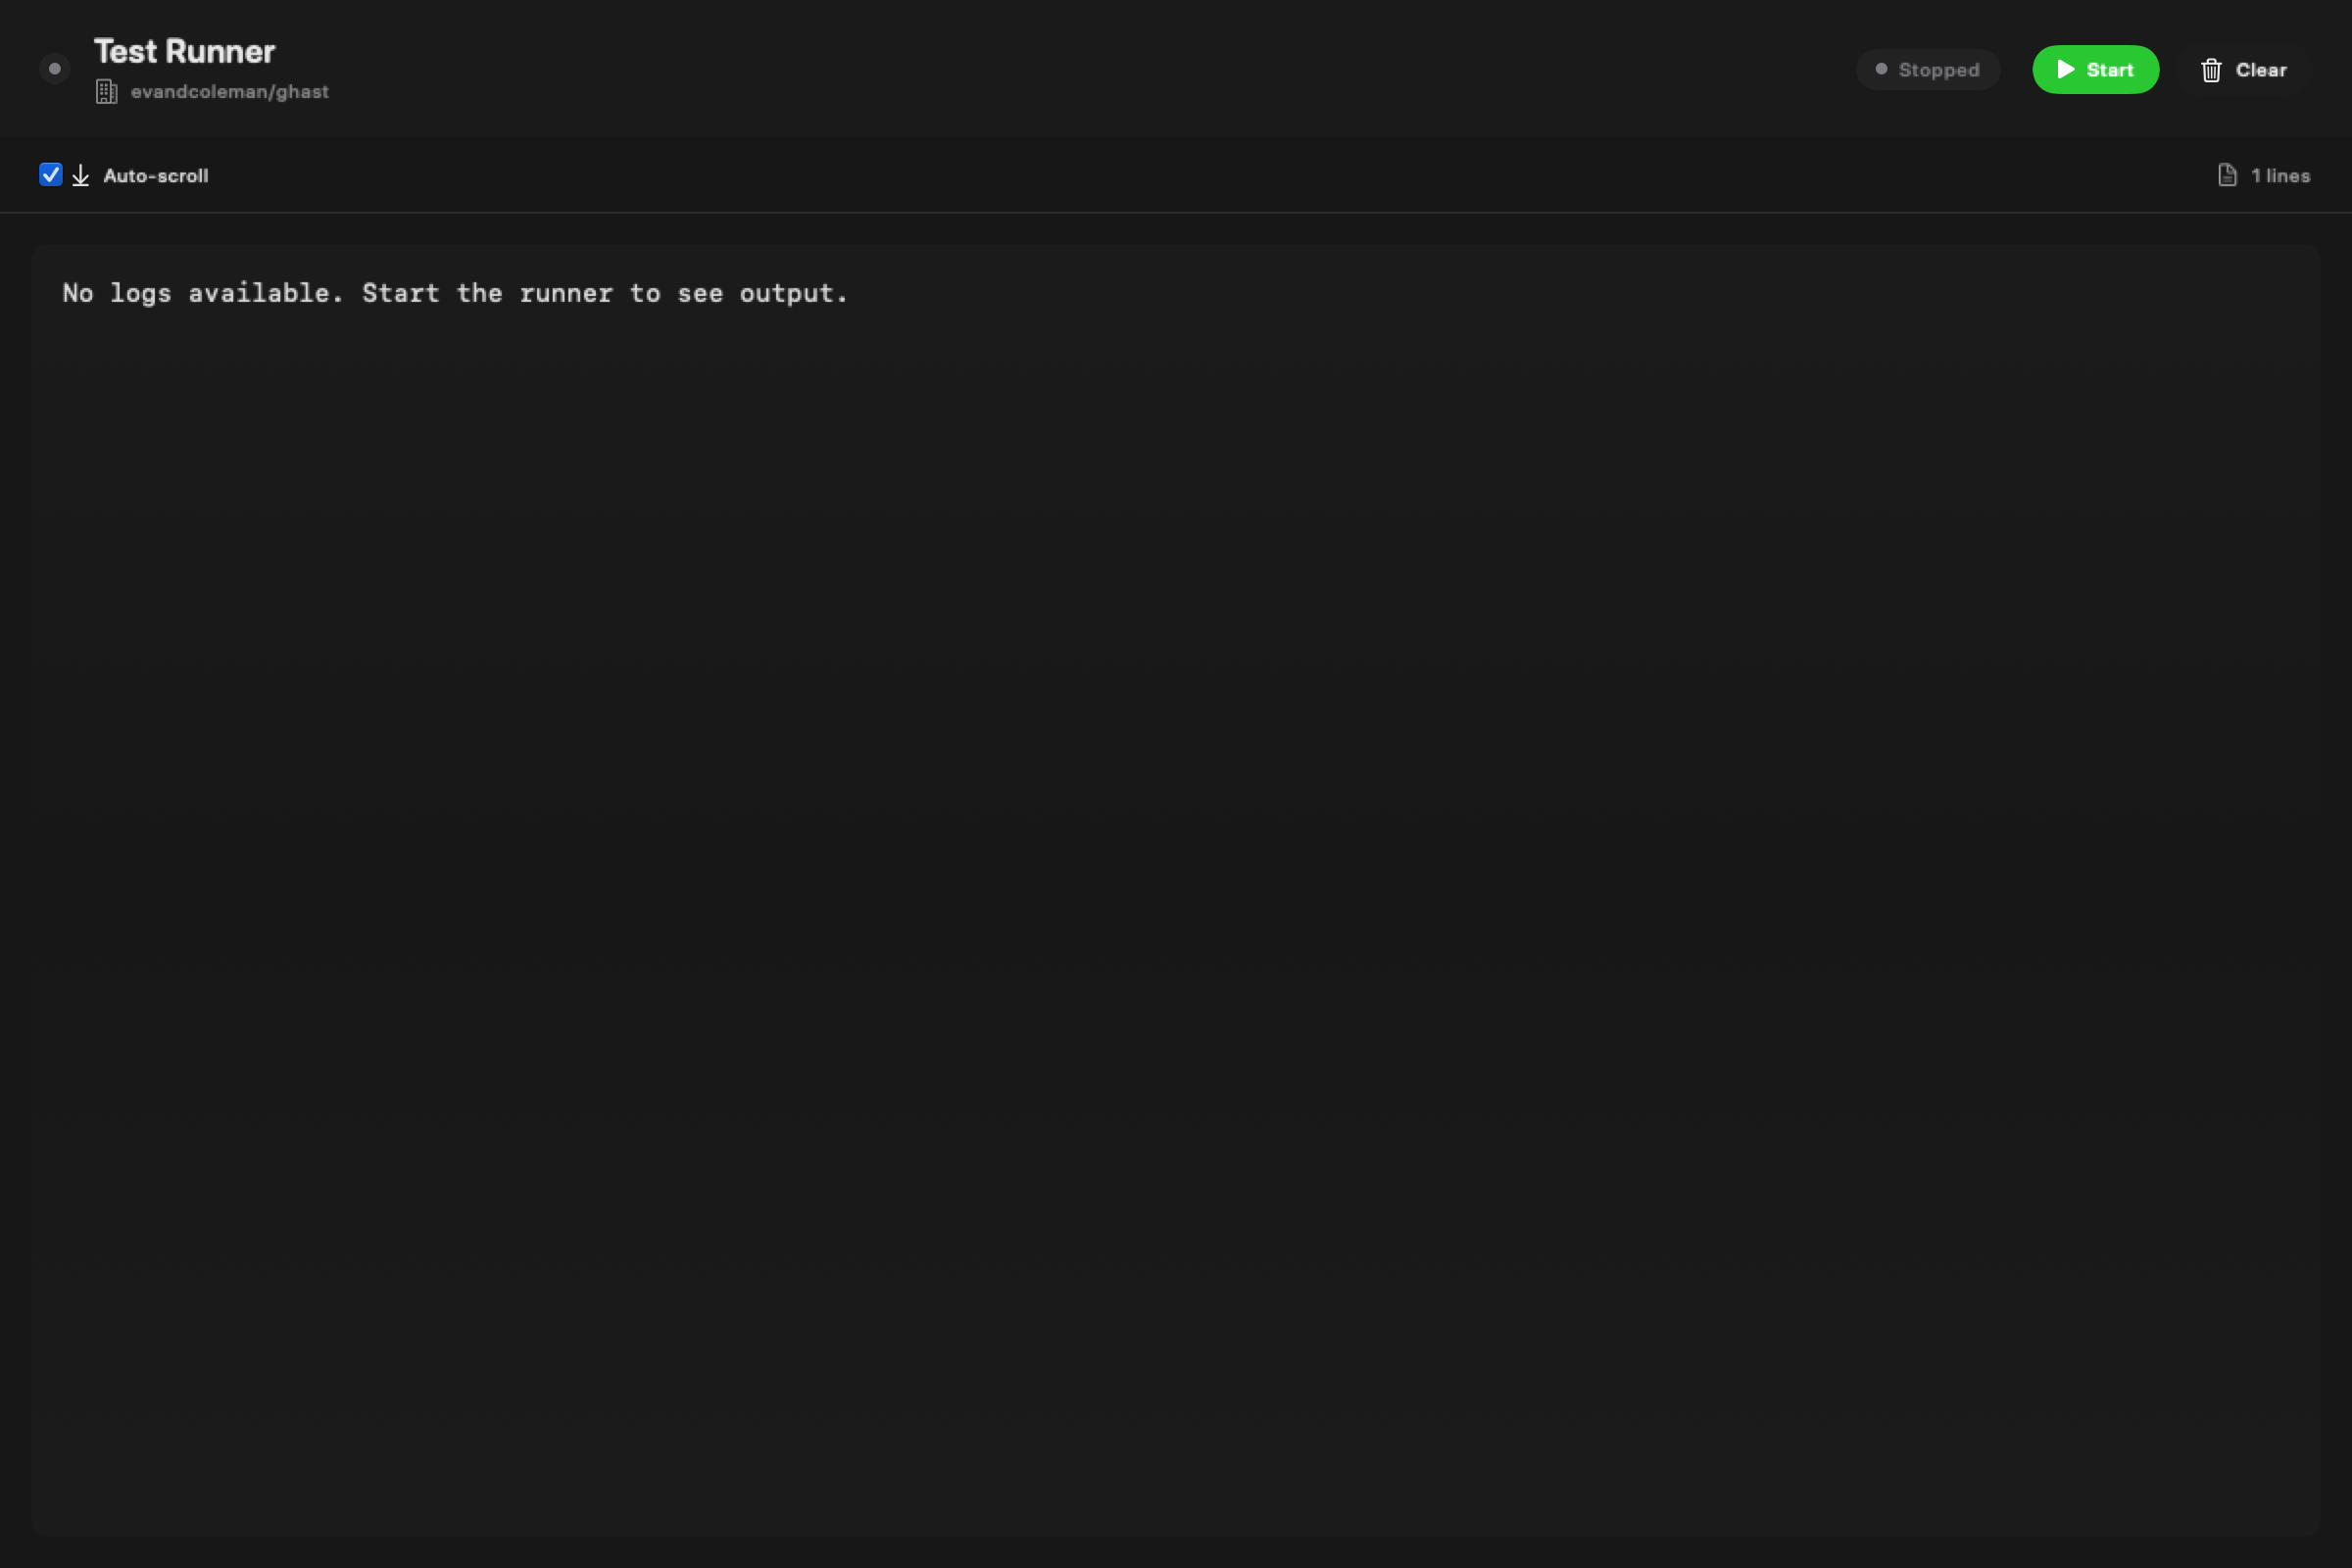 Test Runner
evandcoleman/ghast
Stopped
Start
Clear
Auto-scroll
1 lines
No logs available. Start the runner to see output.